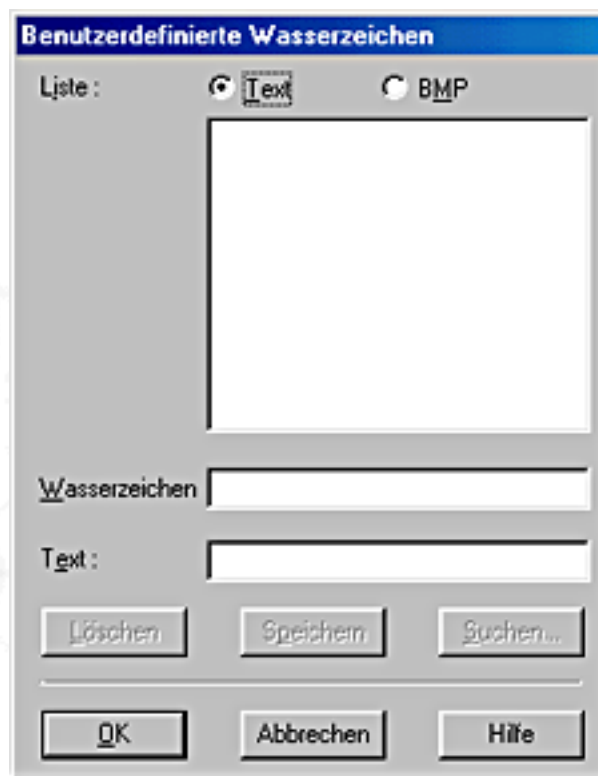 Benutzerdefinierte Wasserzeichen
Liste : Text BMP
Wasserzeichen
Text :
Löschen Speichern Suchen...
OK Abbrechen Hilfe